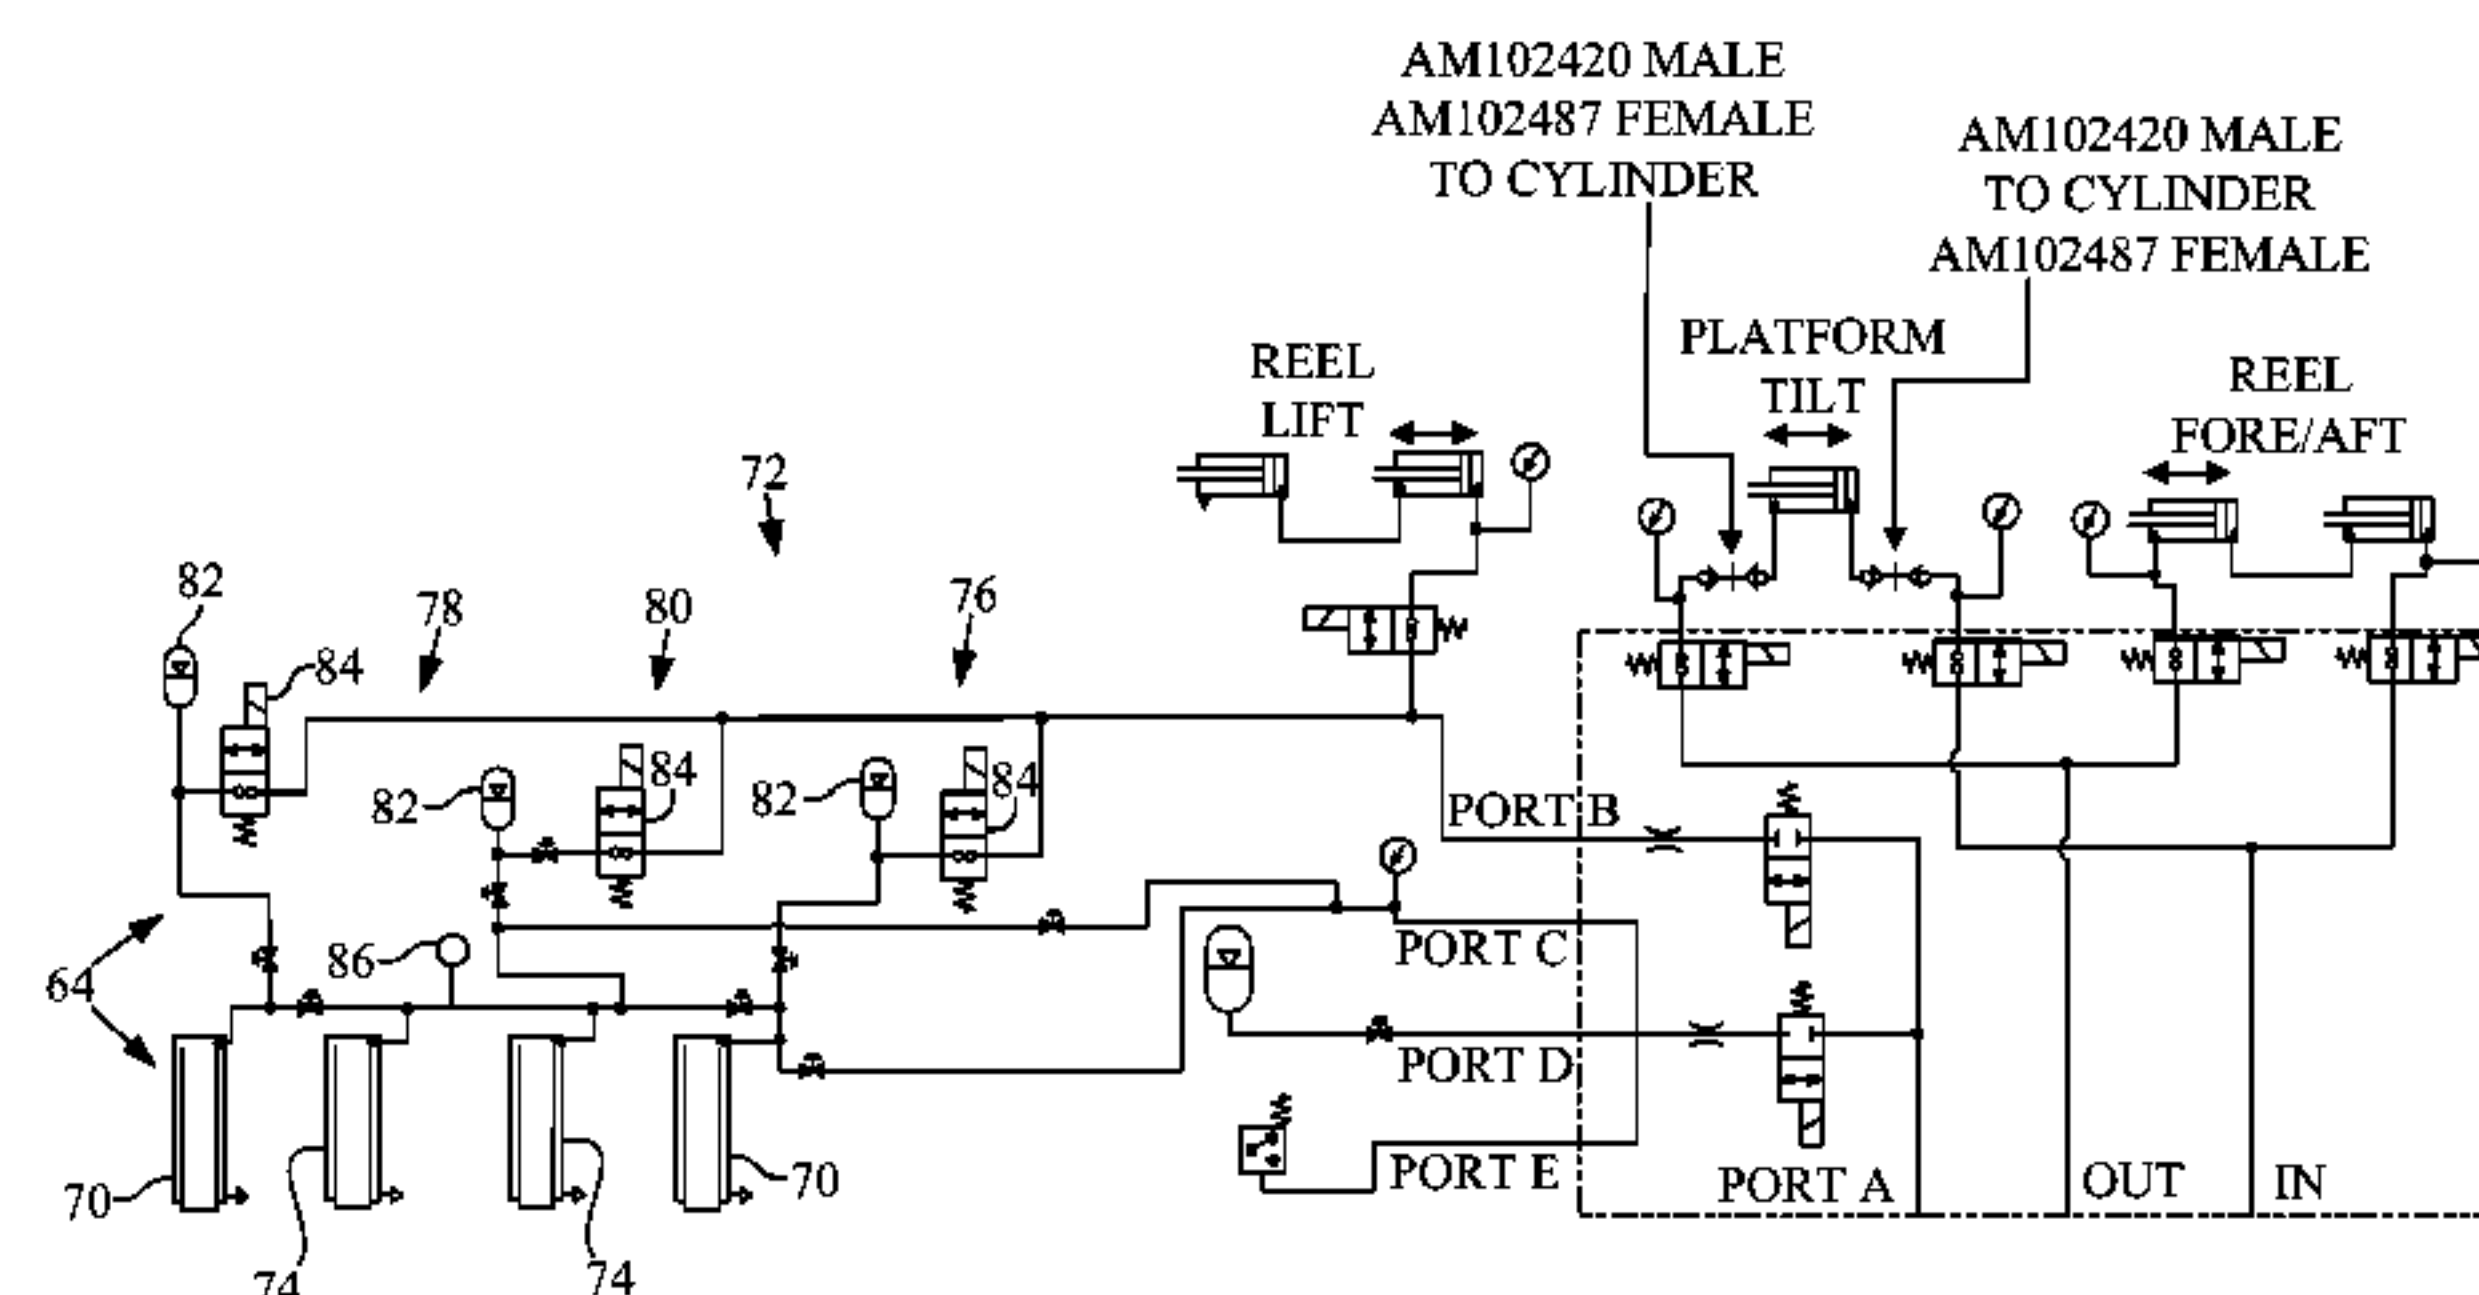 AM102420 MALE
AM102487 FEMALE
TO CYLINDER
AM102420 MALE
TO CYLINDER
AM102487 FEMALE
PLATFORM
TILT
REEL
LIFT
REEL
FORE/AFT
72
82
78
80
76
84
82
84
82
84
PORT B
86
64
PORT C
PORT D
PORT E
PORT A
OUT
IN
70
70
74
74